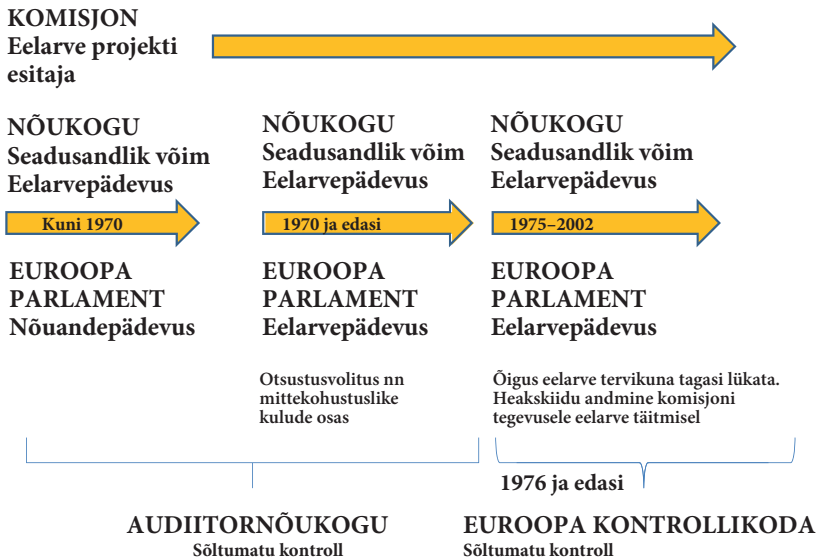 KOMISJON
Eelarve projekti
esitaja
NÕUKOGU
Seadusandlik võim
Eelarvepädevus
Kuni 1970
EUROOPA
PARLAMENT
Nõuandepädevus
NÕUKOGU
Seadusandlik võim
Eelarvepädevus
1970 ja edasi
EUROOPA
PARLAMENT
Eelarvepädevus
Otsustusvolitus nn
mittekohustuslike
kulude osas
NÕUKOGU
Seadusandlik võim
Eelarvepädevus
1975–2002
EUROOPA
PARLAMENT
Eelarvepädevus
Õigus eelarve tervikuna tagasi lükata.
Heakskiidu andmine komisjoni
tegevusele eelarve täitmisel
1976 ja edasi
AUDIITORNÕUKOGU
Sõltumatu kontroll
EUROOPA KONTROLLIKODA
Sõltumatu kontroll